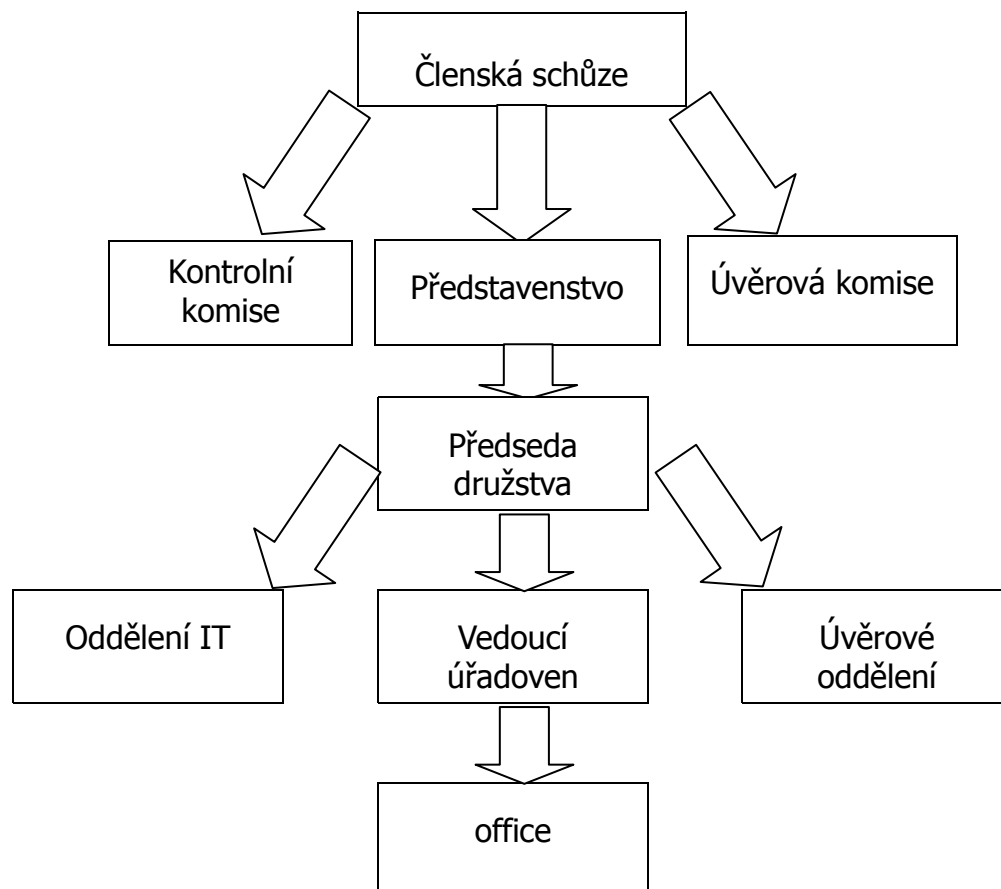 Členská schůze
Kontrolní
komise
Představenstvo
Úvěrová komise
Předseda
družstva
Oddělení IT
Vedoucí
úřadoven
Úvěrové
oddělení
office